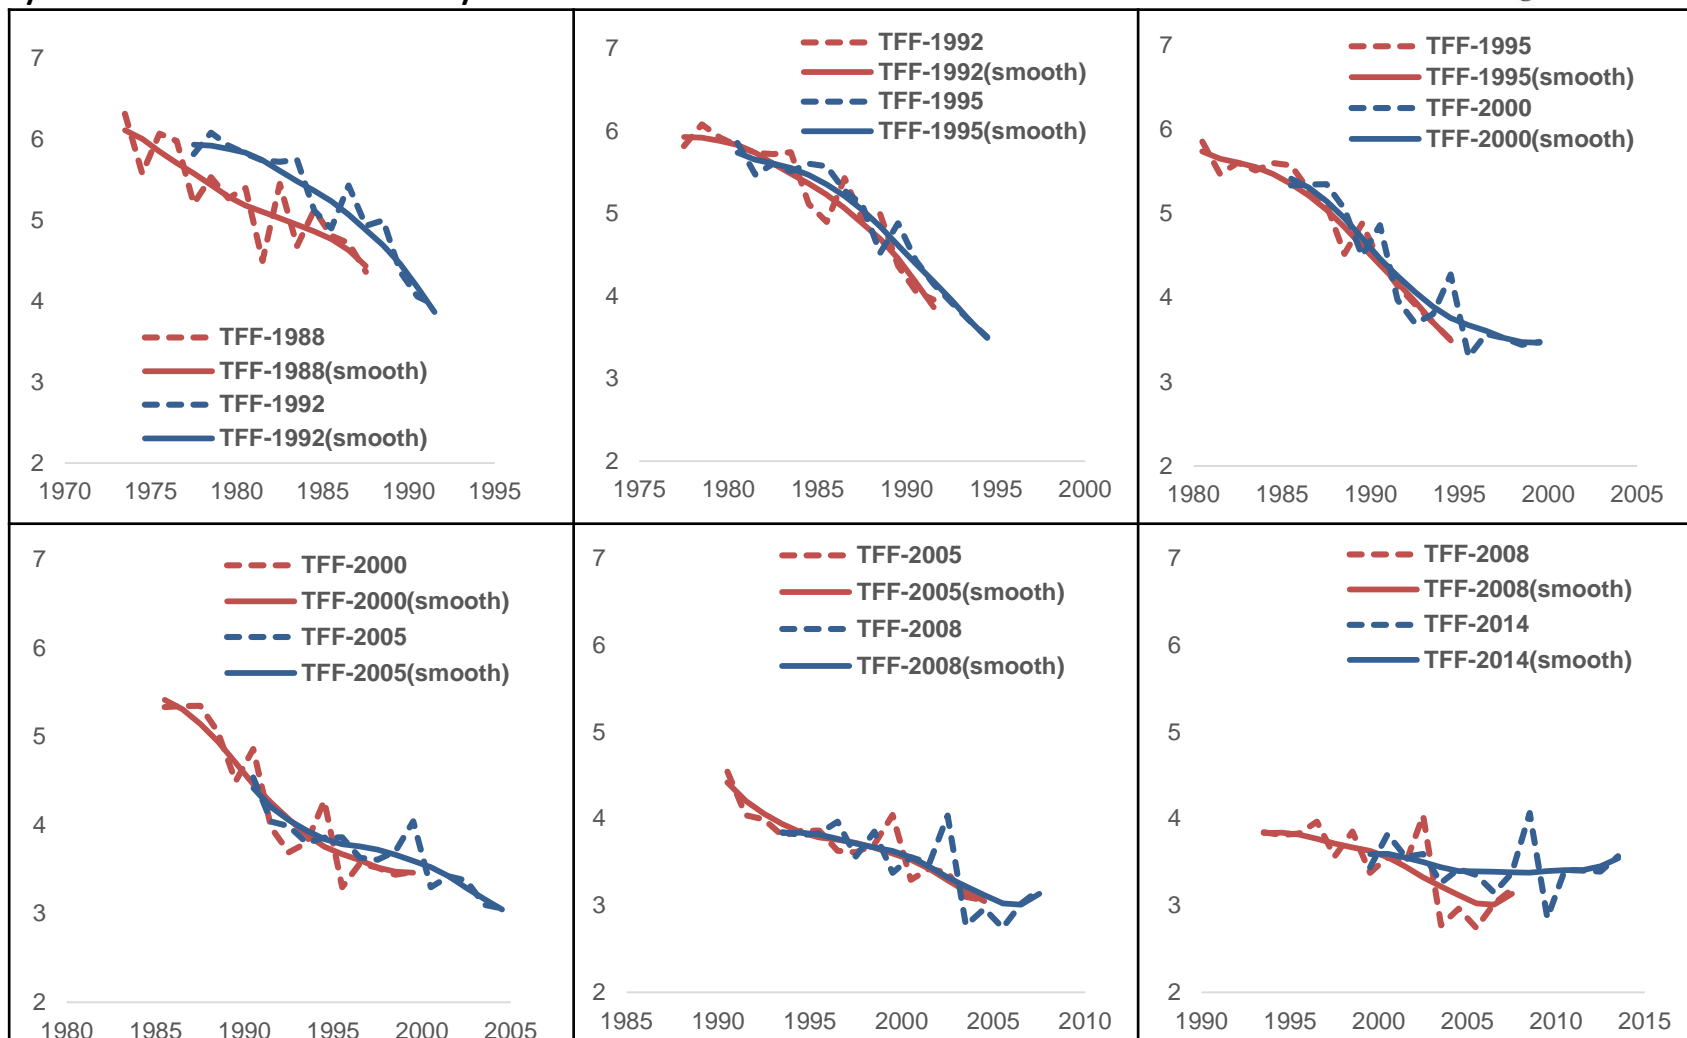 7
6
5
4
3
2
1970 1975 1980 1985 1990 1995
TFF-1988
TFF-1988(smooth)
TFF-1992
TFF-1992(smooth)
7
6
5
4
3
2
1975 1980 1985 1990 1995 2000
TFF-1992
TFF-1992(smooth)
TFF-1995
TFF-1995(smooth)
7
6
5
4
3
2
1980 1985 1990 1995 2000 2005
TFF-1995
TFF-1995(smooth)
TFF-2000
TFF-2000(smooth)
7
6
5
4
3
2
1980 1985 1990 1995 2000 2005
TFF-2000
TFF-2000(smooth)
TFF-2005
TFF-2005(smooth)
7
6
5
4
3
2
1985 1990 1995 2000 2005 2010
TFF-2005
TFF-2005(smooth)
TFF-2008
TFF-2008(smooth)
7
6
5
4
3
2
1990 1995 2000 2005 2010 2015
TFF-2008
TFF-2008(smooth)
TFF-2014
TFF-2014(smooth)